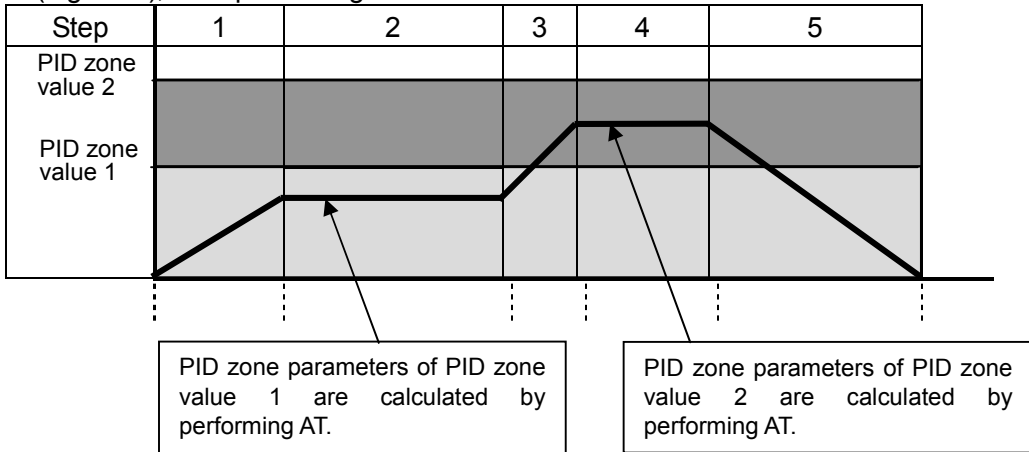 Step 1 2 3 4 5
PID zone
value 2
PID zone
value 1
PID zone parameters of PID zone
value 1 are calculated by
performing AT.
PID zone parameters of PID zone
value 2 are calculated by
performing AT.